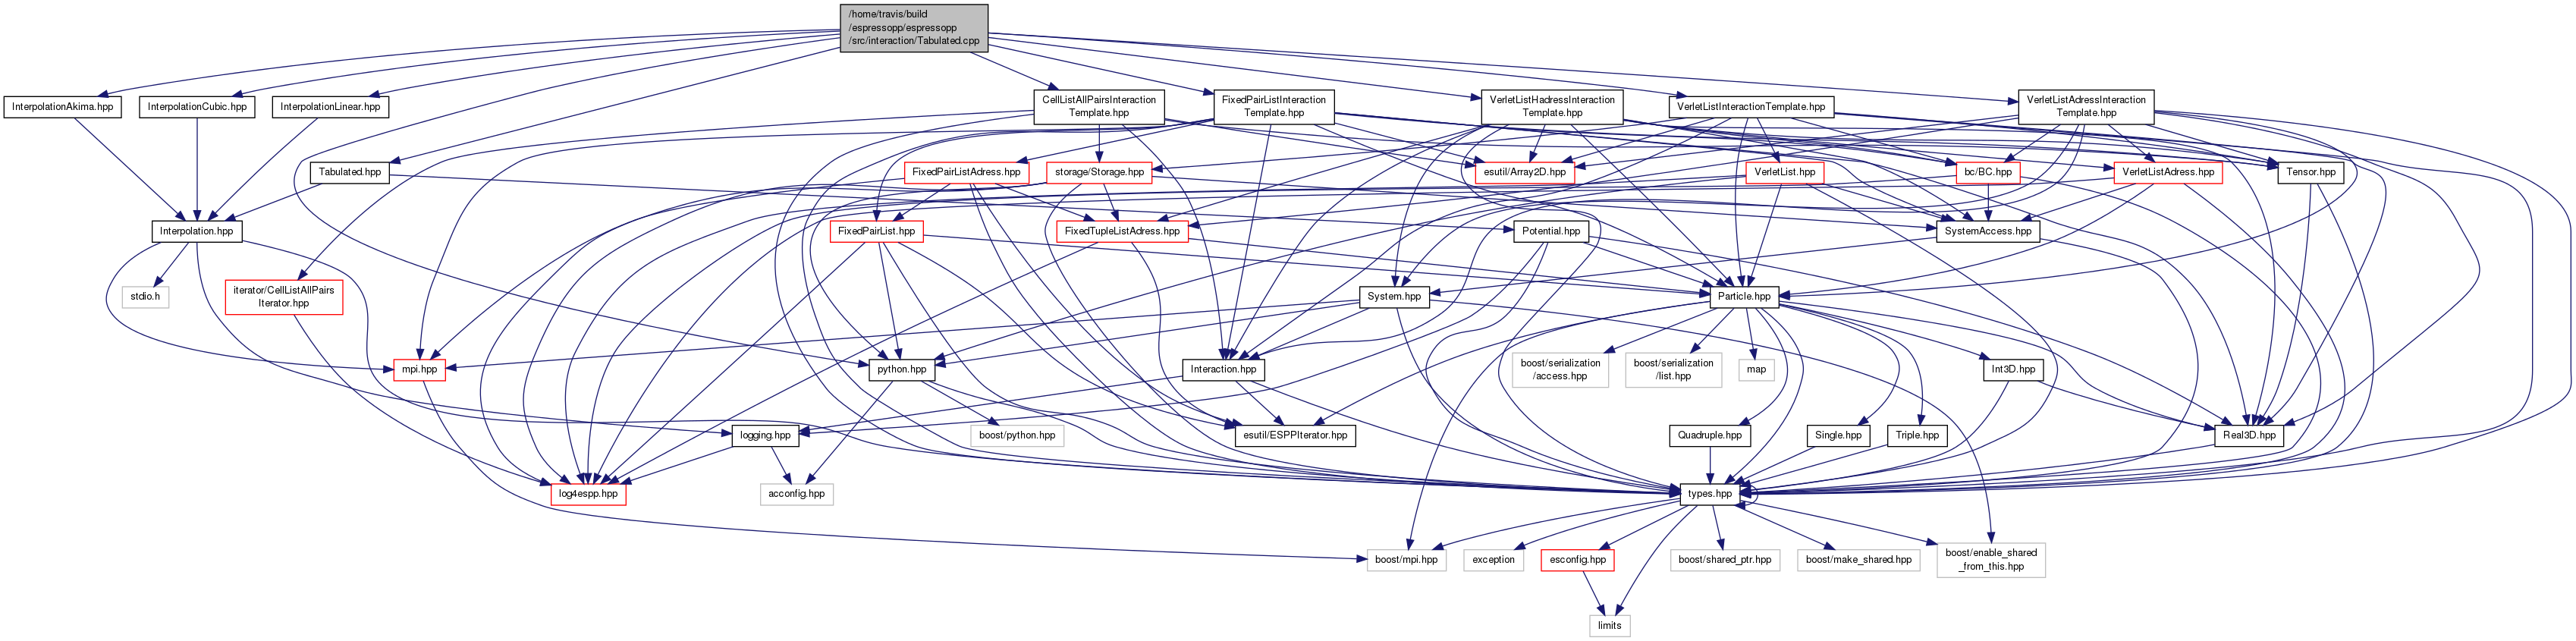 /home/travis/build
/espressopp/espressopp
/src/interaction/Tabulated.cpp
InterpolationAkima.hpp
InterpolationCubic.hpp
InterpolationLinear.hpp
CellListAllPairsInteraction
Template.hpp
FixedPairListInteraction
Template.hpp
VerletListHadressInteraction
Template.hpp
VerletListInteractionTemplate.hpp
VerletListAdressInteraction
Template.hpp
Tabulated.hpp
FixedPairListAdress.hpp
storage/Storage.hpp
esutil/Array2D.hpp
VerletList.hpp
bc/BC.hpp
VerletListAdress.hpp
Tensor.hpp
Interpolation.hpp
FixedPairList.hpp
FixedTupleListAdress.hpp
Potential.hpp
SystemAccess.hpp
stdio.h
iterator/CellListAllPairs
Iterator.hpp
System.hpp
Particle.hpp
mpi.hpp
python.hpp
Interaction.hpp
boost/serialization
/access.hpp
boost/serialization
/list.hpp
map
Int3D.hpp
logging.hpp
boost/python.hpp
esutil/ESPPIterator.hpp
Quadruple.hpp
Single.hpp
Triple.hpp
Real3D.hpp
log4espp.hpp
acconfig.hpp
types.hpp
boost/mpi.hpp
exception
esconfig.hpp
boost/shared_ptr.hpp
boost/make_shared.hpp
boost/enable_shared
_from_this.hpp
limits